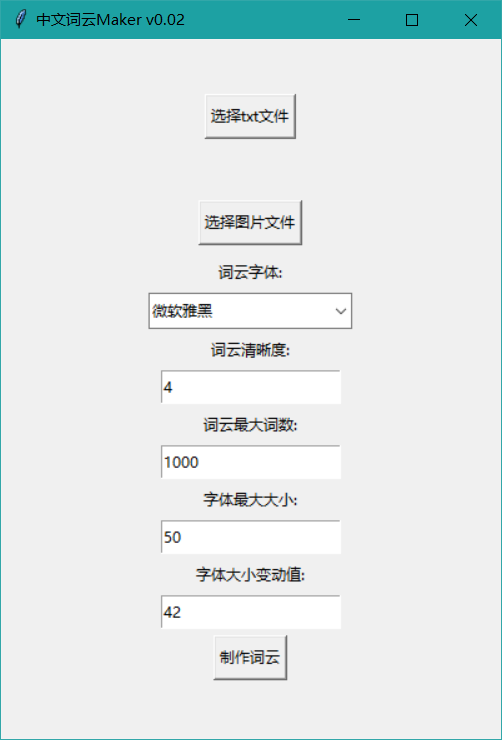 中文词云Maker v0.02
选择txt文件
选择图片文件
词云字体:
微软雅黑
词云清晰度:
4
词云最大词数:
1000
字体最大大小:
50
字体大小变动值:
42
制作词云